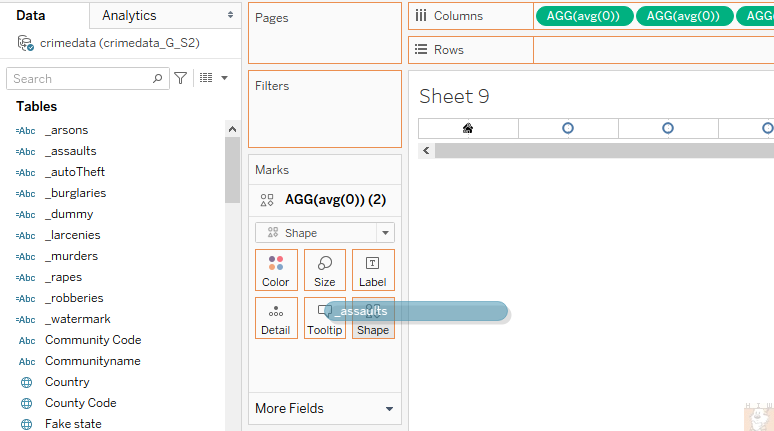 Data
Analytics
crimedata (crimedata_G_S2)
Search
Tables
=Abc _arsons
=Abc _assaults
=Abc _autoTheft
=Abc _burglaries
=Abc _dummy
=Abc _larcenies
=Abc _murders
=Abc _rapes
=Abc _robberies
=Abc _watermark
Abc Community Code
Abc Communityname
Country
County Code
Fake state
Pages
Filters
Marks
AGG(avg(0)) (2)
Shape
Color Size Label
_assaults
Detail Tooltip Shape
More Fields
Columns AGG(avg(0)) AGG(avg(0)) AGG(
Rows
Sheet 9